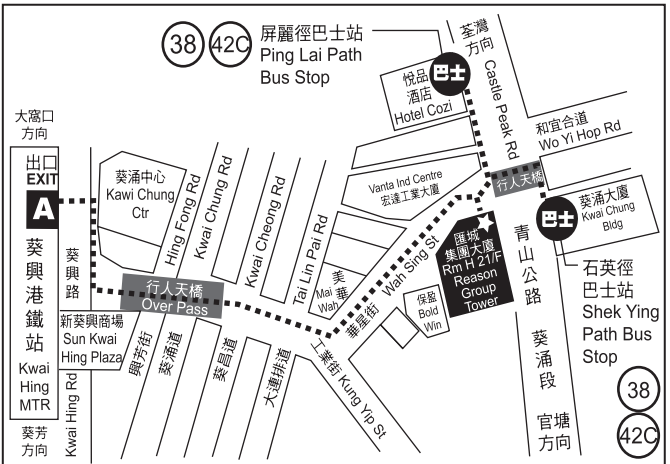 38
42C
屏麗徑巴士站
Ping Lai Path
Bus Stop
荃灣
方向
巴士
悅品
酒店
Hotel Cozi
Castle Peak Rd
和宜合道
Wo Yi Hop Rd
大窩口
方向
出口
EXIT
A
葵興港鐵站
Kwai
Hing
MTR
葵芳
方向
葵興路
Kwai Hing Rd
葵涌中心
Kawi Chung
Ctr
Hing Fong Rd
Kwai Chung Rd
Kwai Cheong Rd
Tai Lin Pai Rd
Vanta Ind Centre
宏達工業大廈
行人天橋
葵涌大廈
Kwai Chung
Bldg
巴士
行人天橋
Over Pass
新葵興商場
Sun Kwai
Hing Plaza
興芳街
葵涌道
葵昌道
大連排道
美華
Mai
Wah
華星街 Wah Sing St
工業街 Kung Yip St
保盈
Bold
Win
匯城
集團大廈
Rm H 21/F
Reason
Group
Tower
青山公路
葵涌段
官塘
方向
石英徑
巴士站
Shek Ying
Path Bus
Stop
38
42C